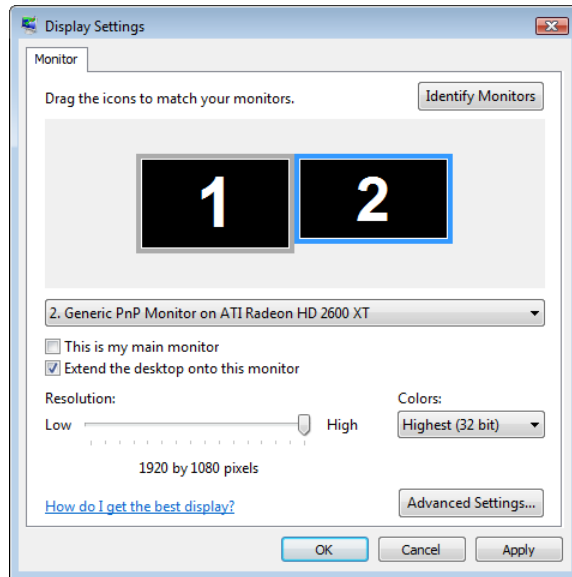 Display Settings
Monitor
Drag the icons to match your monitors.
Identify Monitors
1
2
2. Generic PnP Monitor on ATI Radeon HD 2600 XT
This is my main monitor
Extend the desktop onto this monitor
Resolution:
Colors:
Low
High
Highest (32 bit)
1920 by 1080 pixels
How do I get the best display?
Advanced Settings...
OK
Cancel
Apply